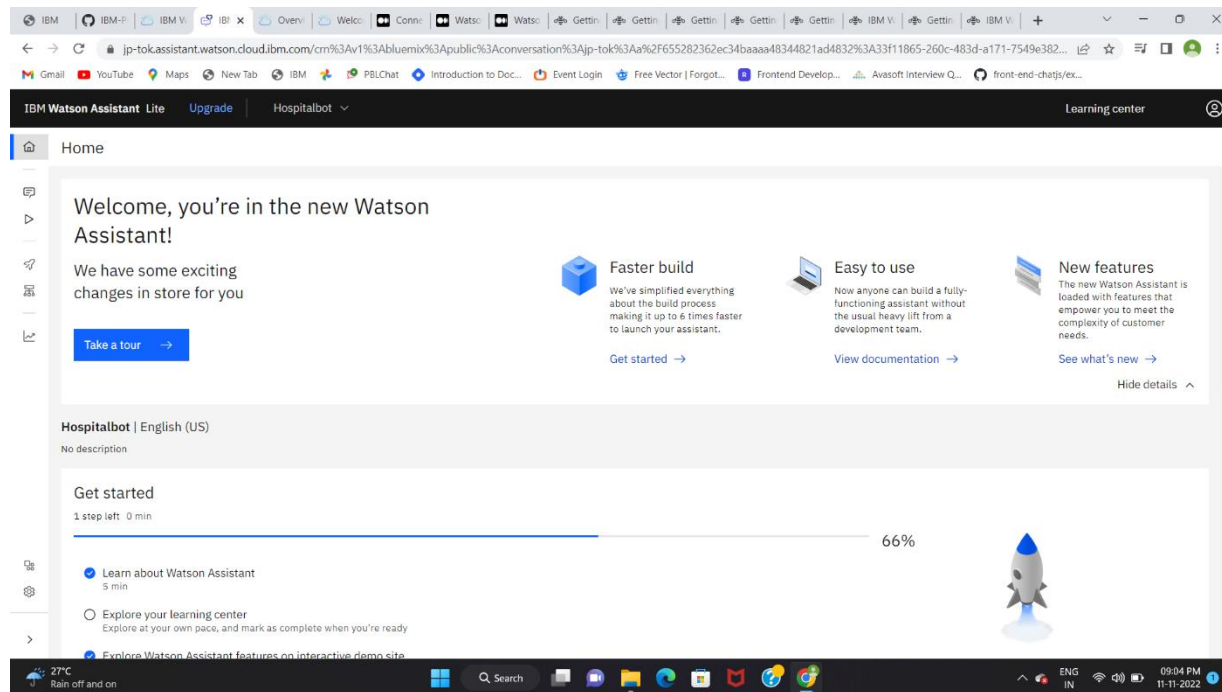 IBM
IBM-P
IBM W
IBM
Overvi
Welco
Conne
Watso
Watso
Gettin
Gettin
Gettin
Gettin
Gettin
IBM W
Gettin
IBM W
jp-tok.assistant.watson.cloud.ibm.com/crn%3Av1%3Abluemix%3Apublic%3Aconversation%3Ajp-tok%3Aa%2F655282362ec34baaaa48344821ad4832%3A33f11865-260c-483d-a171-7549e382...
Gmail
YouTube
Maps
New Tab
IBM
PBLChat
Introduction to Doc...
Event Login
Free Vector | Forgot...
Frontend Develop...
Avasoft Interview Q...
front-end-chatjs/ex...
IBM Watson Assistant Lite
Upgrade
Hospitalbot
Learning center
Home
Welcome, you're in the new Watson
Assistant!
We have some exciting
changes in store for you
Take a tour
Faster build
We've simplified everything
about the build process
making it up to 6 times faster
to launch your assistant.
Get started
Easy to use
Now anyone can build a fully-
functioning assistant without
the usual heavy lift from a
development team.
View documentation
New features
The new Watson Assistant is
loaded with features that
empower you to meet the
complexity of customer
needs.
See what's new
Hide details
Hospitalbot | English (US)
No description
Get started
1 step left 0 min
66%
Learn about Watson Assistant
5 min
Explore your learning center
Explore at your own pace, and mark as complete when you're ready
Explore Watson Assistant features on interactive demo site
27°C
Rain off and on
Search
ENG
IN
09:04 PM
11-11-2022
1